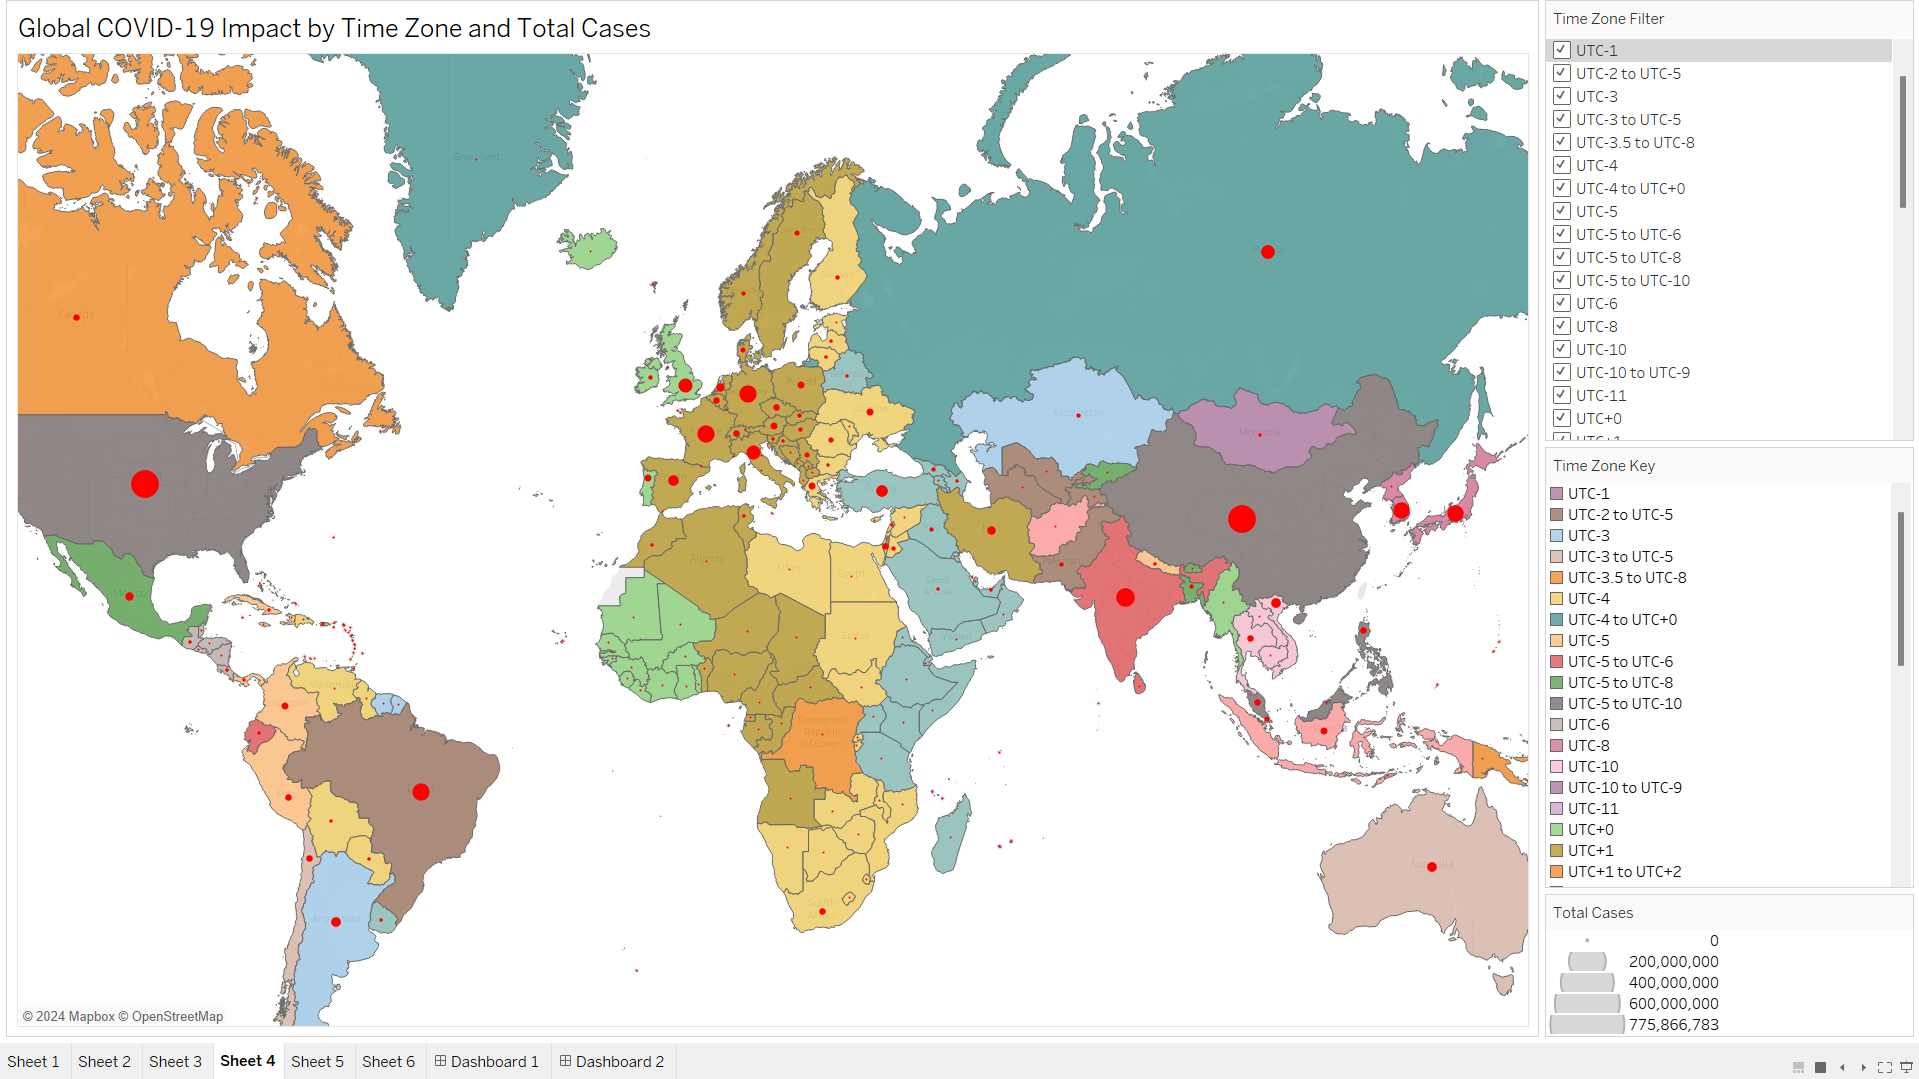 Global COVID-19 Impact by Time Zone and Total Cases
Greenland
Canada
Russia
Kazakhstan
Mongolia
Mexico
Algeria
Libya
Egypt
Saudi
Arabia
Yemen
Sudan
Pakistan
Venezuela
Colombia
Democratic
Republic
of Congo
Argentina
South
Africa
Australia
© 2024 Mapbox © OpenStreetMap
Time Zone Filter
UTC-1
UTC-2 to UTC-5
UTC-3
UTC-3 to UTC-5
UTC-3.5 to UTC-8
UTC-4
UTC-4 to UTC+0
UTC-5
UTC-5 to UTC-6
UTC-5 to UTC-8
UTC-5 to UTC-10
UTC-6
UTC-8
UTC-10
UTC-10 to UTC-9
UTC-11
UTC+0
UTC+1
Time Zone Key
UTC-1
UTC-2 to UTC-5
UTC-3
UTC-3 to UTC-5
UTC-3.5 to UTC-8
UTC-4
UTC-4 to UTC+0
UTC-5
UTC-5 to UTC-6
UTC-5 to UTC-8
UTC-5 to UTC-10
UTC-6
UTC-8
UTC-10
UTC-10 to UTC-9
UTC-11
UTC+0
UTC+1
UTC+1 to UTC+2
Total Cases
0
200,000,000
400,000,000
600,000,000
775,866,783
Sheet 1 Sheet 2 Sheet 3 Sheet 4 Sheet 5 Sheet 6 Dashboard 1 Dashboard 2